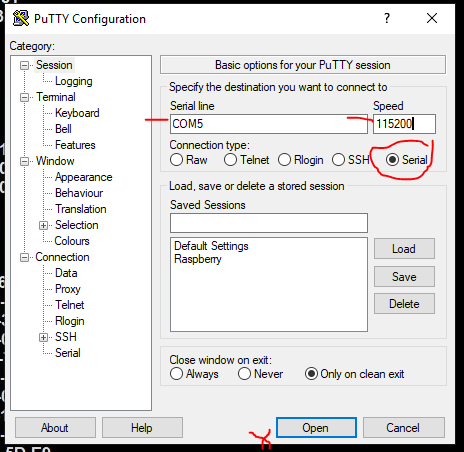 PuTTY Configuration
Category:
Session
Logging
Terminal
Keyboard
Bell
Features
Window
Appearance
Behaviour
Translation
Selection
Colours
Connection
Data
Proxy
Telnet
Rlogin
SSH
Serial
Basic options for your PuTTY session
Specify the destination you want to connect to
Serial line Speed
COM5 115200
Connection type:
Raw Telnet Rlogin SSH Serial
Load, save or delete a stored session
Saved Sessions
Default Settings
Raspberry
Load
Save
Delete
Close window on exit:
Always Never Only on clean exit
About Help Open Cancel